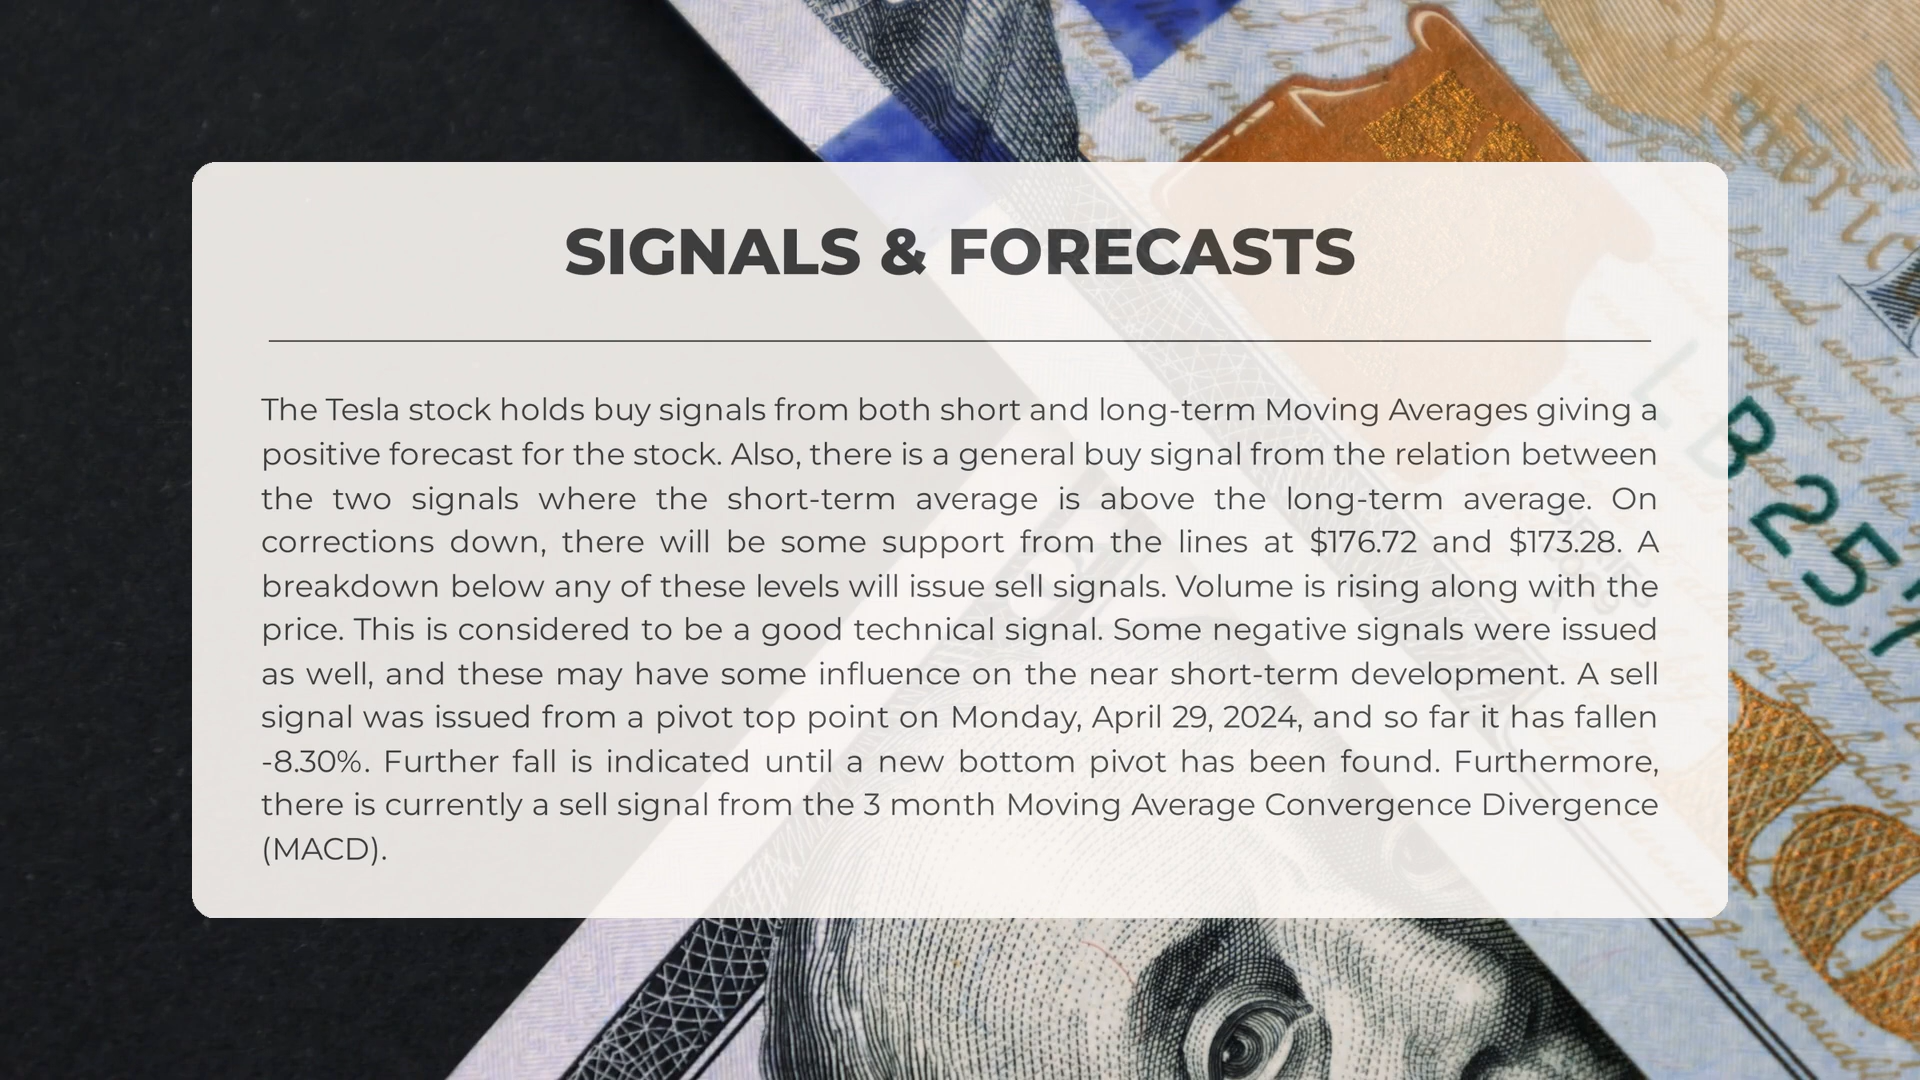 SIGNALS & FORECASTS
The Tesla stock holds buy signals from both short and long-term Moving Averages giving a
positive forecast for the stock. Also, there is a general buy signal from the relation between
the two signals where the short-term average is above the long-term average. On
corrections down, there will be some support from the lines at $176.72 and $173.28. A
breakdown below any of these levels will issue sell signals. Volume is rising along with the
price. This is considered to be a good technical signal. Some negative signals were issued
as well, and these may have some influence on the near short-term development. A sell
signal was issued from a pivot top point on Monday, April 29, 2024, and so far it has fallen
-8.30%. Further fall is indicated until a new bottom pivot has been found. Furthermore,
there is currently a sell signal from the 3 month Moving Average Convergence Divergence
(MACD).